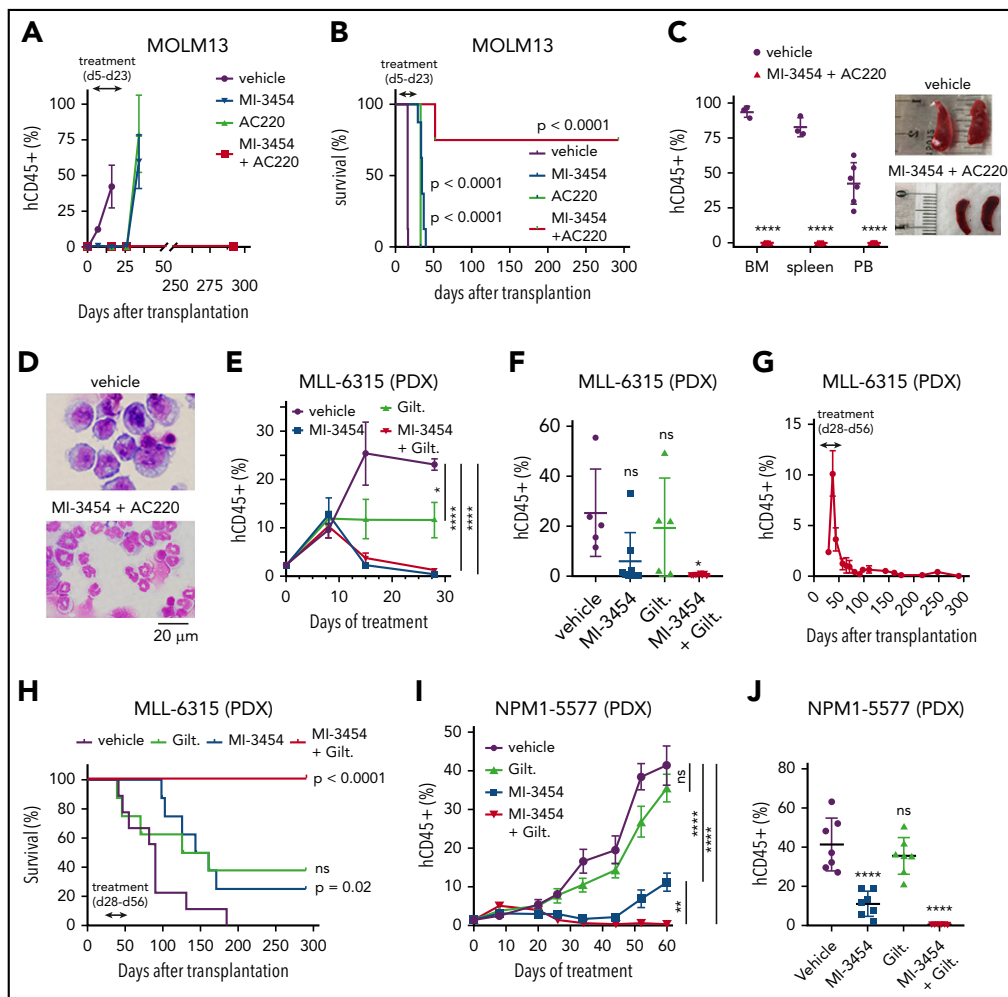 A
MOLM13
treatment
(d5-d23)
vehicle
MI-3454
AC220
MI-3454
+ AC220
hCD45+ (%)
100
75
50
25
0
0 25 250 275 300
Days after transplantation
B
MOLM13
treatment
(d5-d23)
survival (%)
100
50
0
p < 0.0001
p < 0.0001
p < 0.0001
vehicle
MI-3454
AC220
MI-3454
+AC220
0 50 100 150 200 250 300
days after transplantion
C
vehicle
MI-3454 + AC220
hCD45+ (%)
100
50
0
**** **** ****
BM spleen PB
vehicle
MI-3454 + AC220
D
vehicle
MI-3454 + AC220
20 μm
E
MLL-6315 (PDX)
vehicle
MI-3454
Gilt.
MI-3454
+ Gilt.
hCD45+ (%)
30
20
10
0
*
****
****
0 10 20 30
Days of treatment
F
MLL-6315 (PDX)
hCD45+ (%)
60
40
20
0
ns
ns
*
vehicle
MI-3454
Gilt.
MI-3454
+ Gilt.
G
MLL-6315 (PDX)
treatment
(d28-d56)
hCD45+ (%)
15
10
5
0
0 50 100 150 200 250 300
Days after transplantation
H
MLL-6315 (PDX)
vehicle
Gilt.
MI-3454
MI-3454
+ Gilt.
Survival (%)
100
80
60
40
20
0
p < 0.0001
ns
p = 0.02
treatment
(d28-d56)
0 50 100 150 200 250 300
Days after transplantation
I
NPM1-5577 (PDX)
vehicle
Gilt.
MI-3454
MI-3454
+ Gilt.
hCD45+ (%)
50
40
30
20
10
0
ns
****
****
**
0 10 20 30 40 50 60
Days of treatment
J
NPM1-5577 (PDX)
hCD45+ (%)
80
60
40
20
0
****
ns
****
Vehicle
MI-3454
Gilt.
MI-3454
+ Gilt.